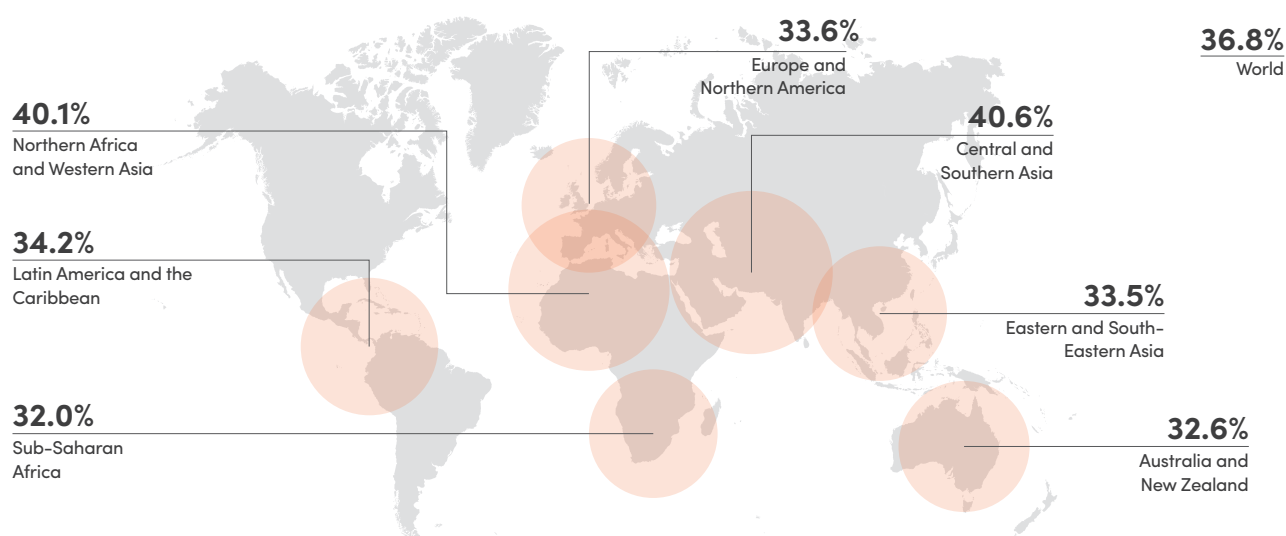 33.6%
Europe and
Northern America
36.8%
World
40.1%
Northern Africa
and Western Asia
40.6%
Central and
Southern Asia
34.2%
Latin America and the
Caribbean
33.5%
Eastern and South-
Eastern Asia
32.0%
Sub-Saharan
Africa
32.6%
Australia and
New Zealand